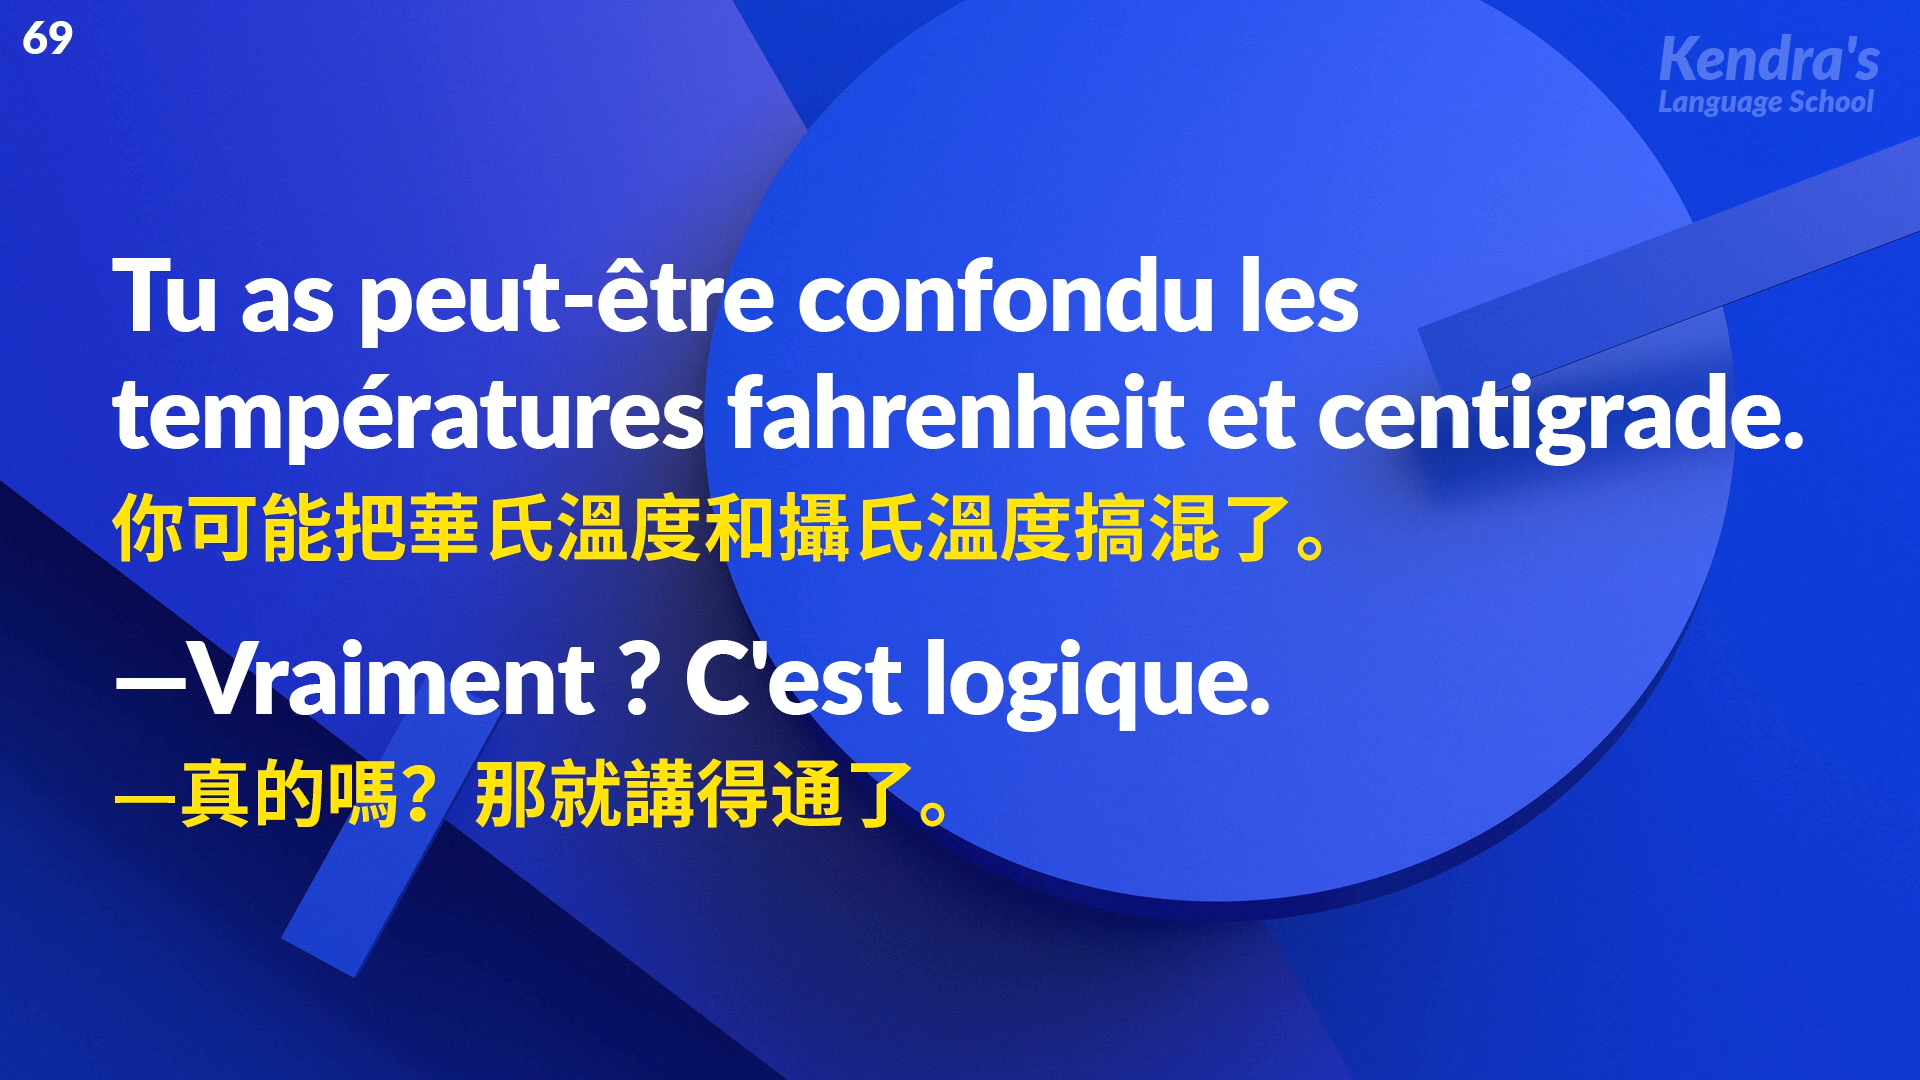 69
Kendra's
Language School
Tu as peut-être confondu les
températures fahrenheit et centigrade.
你可能把華氏溫度和攝氏溫度搞混了。
—Vraiment ? C'est logique.
—真的嗎？那就講得通了。